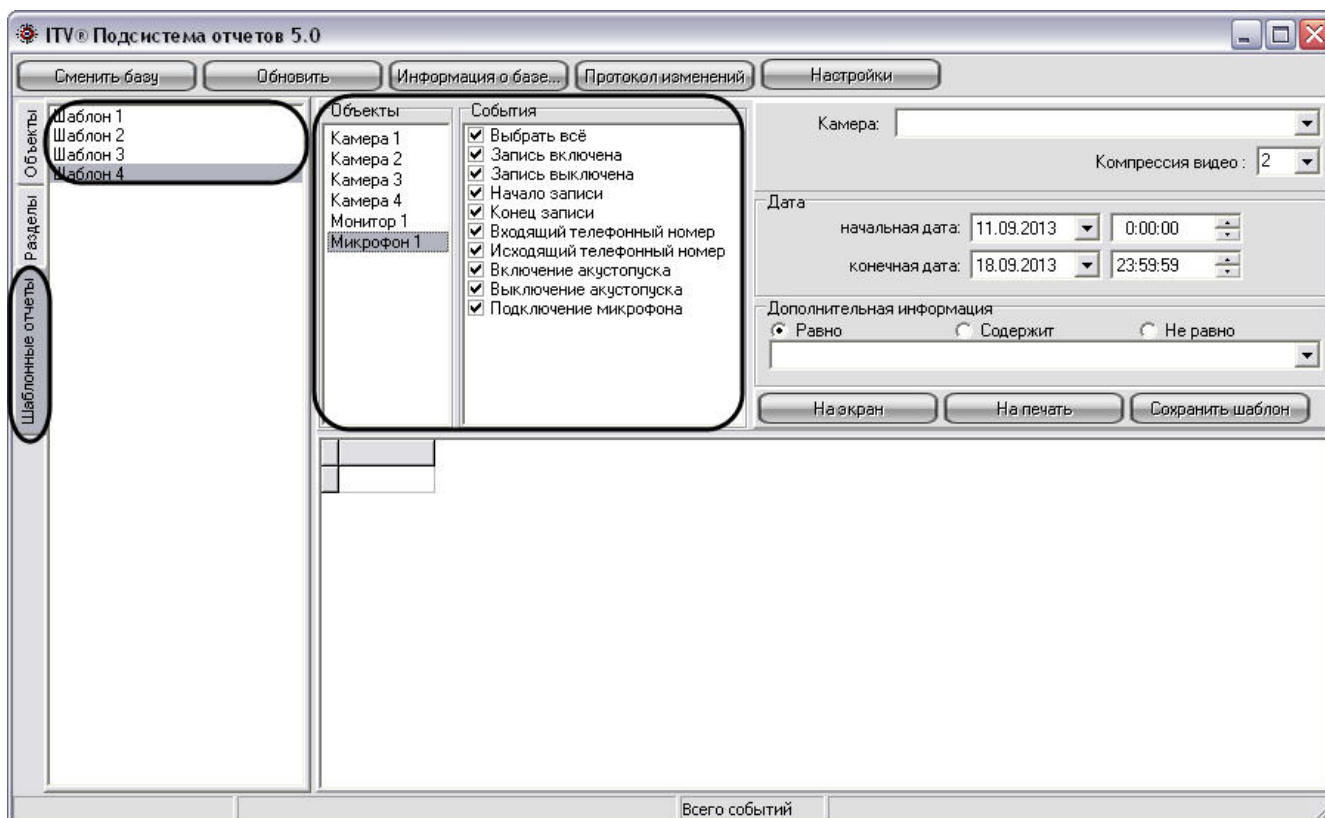 ITV® Подсистема отчетов 5.0
Сменить базу
Обновить
Информация о базе...
Протокол изменений
Настройки
Объекты
Разделы
Шаблонные отчеты
Шаблон 1
Шаблон 2
Шаблон 3
Шаблон 4
Объекты
Камера 1
Камера 2
Камера 3
Камера 4
Монитор 1
Микрофон 1
События
Выбрать всё
Запись включена
Запись выключена
Начало записи
Конец записи
Входящий телефонный номер
Исходящий телефонный номер
Включение акустопуска
Выключение акустопуска
Подключение микрофона
Камера:
Компрессия видео : 2
Дата
начальная дата: 11.09.2013 0:00:00
конечная дата: 18.09.2013 23:59:59
Дополнительная информация
Равно Содержит Не равно
На экран
На печать
Сохранить шаблон
Всего событий